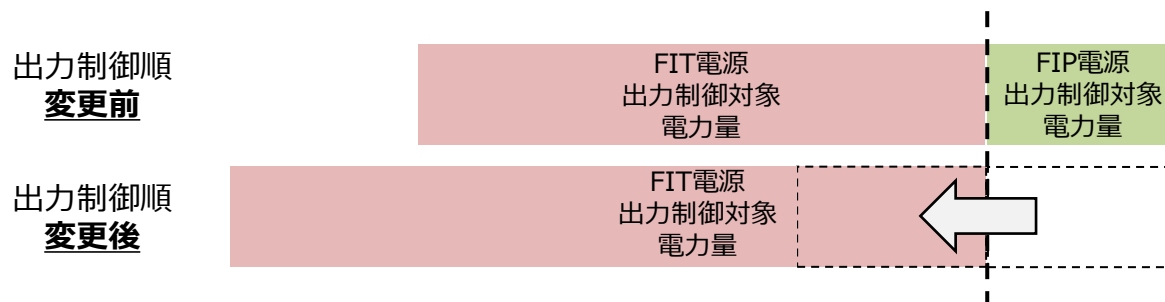 出力制御順
変更前
FIT電源
出力制御対象
電力量
FIP電源
出力制御対象
電力量
出力制御順
変更後
FIT電源
出力制御対象
電力量